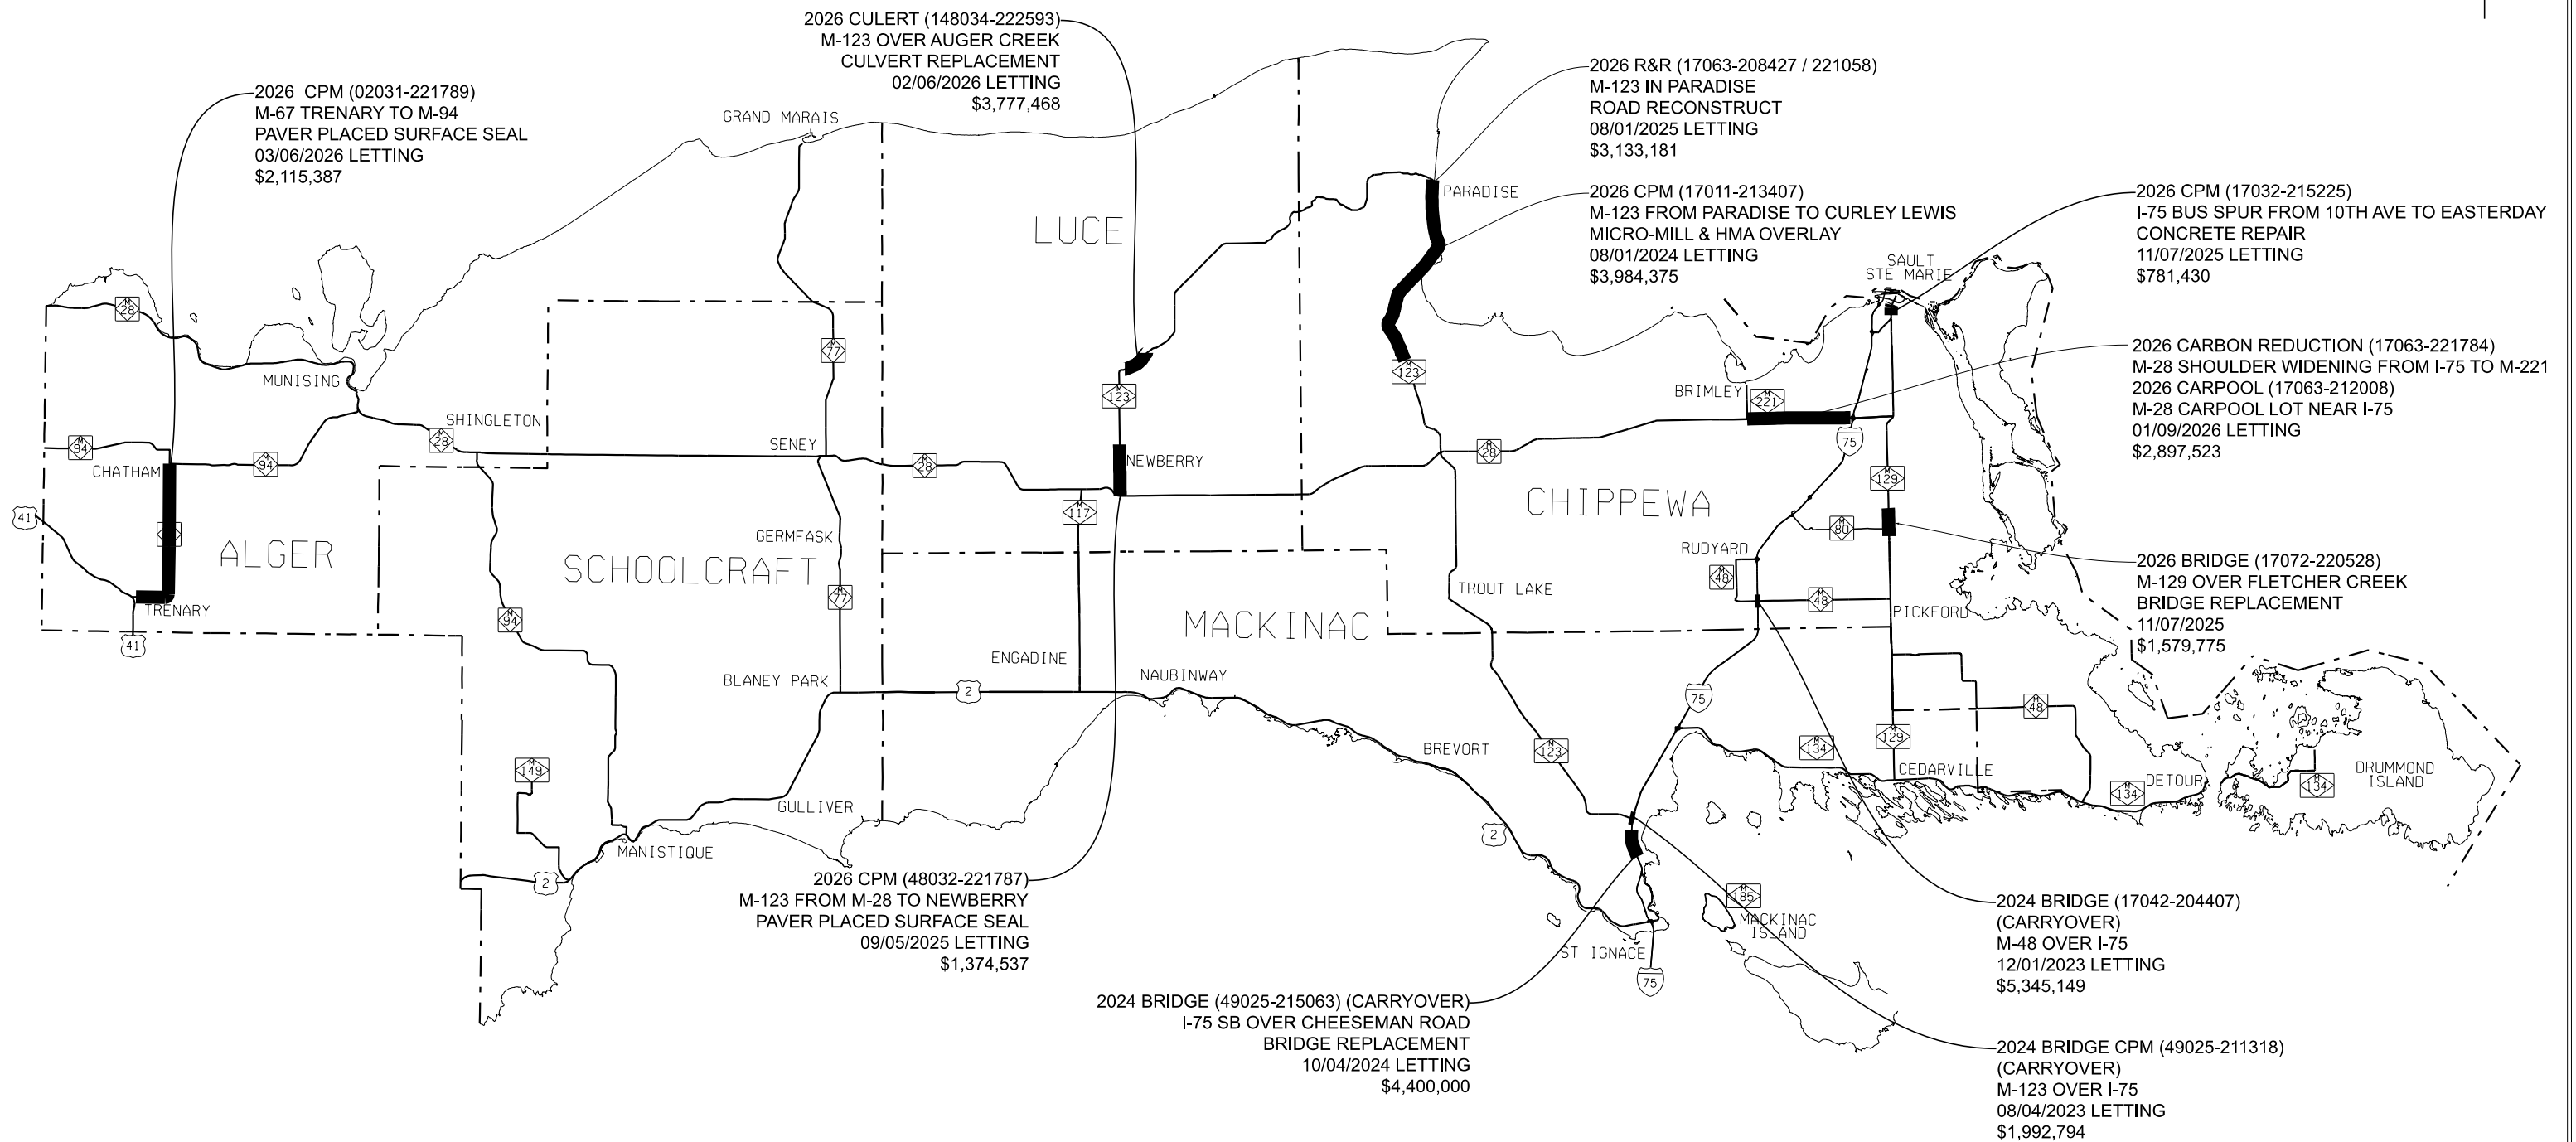 2026 CULERT (148034-222593)
M-123 OVER AUGER CREEK
CULVERT REPLACEMENT
02/06/2026 LETTING
$3,777,468
2026 CPM (02031-221789)
M-67 TRENARY TO M-94
PAVER PLACED SURFACE SEAL
03/06/2026 LETTING
$2,115,387
2026 R&R (17063-208427 / 221058)
M-123 IN PARADISE
ROAD RECONSTRUCT
08/01/2025 LETTING
$3,133,181
2026 CPM (17011-213407)
M-123 FROM PARADISE TO CURLEY LEWIS
MICRO-MILL & HMA OVERLAY
08/01/2024 LETTING
$3,984,375
2026 CPM (17032-215225)
I-75 BUS SPUR FROM 10TH AVE TO EASTERDAY
CONCRETE REPAIR
11/07/2025 LETTING
$781,430
2026 CARBON REDUCTION (17063-221784)
M-28 SHOULDER WIDENING FROM I-75 TO M-221
2026 CARPOOL (17063-212008)
M-28 CARPOOL LOT NEAR I-75
01/09/2026 LETTING
$2,897,523
2026 BRIDGE (17072-220528)
M-129 OVER FLETCHER CREEK
BRIDGE REPLACEMENT
11/07/2025
$1,579,775
GRAND MARAIS
LUCE
PARADISE
SAULT
STE MARIE
M
28
MUNISING
M
77
M
123
M
123
BRIMLEY
M
221
SHINGLETON
M
28
M
94
M
94
CHATHAM
SENEY
M
28
NEWBERRY
M
28
75
M
129
41
ALGER
TRENARY
41
SCHOOLCRAFT
GERMFASK
M
77
M
94
M
117
CHIPPEWA
M
80
RUDYARD
M
48
M
48
PICKFORD
TROUT LAKE
MACKINAC
ENGADINE
BLANEY PARK
2
NAUBINWAY
75
M
48
M
129
M
134
CEDARVILLE
DETOUR
M
134
M
134
DRUMMOND
ISLAND
BREVORT
M
123
M
149
GULLIVER
MANISTIQUE
2
2
M
185
MACKINAC
ISLAND
ST IGNACE
75
2026 CPM (48032-221787)
M-123 FROM M-28 TO NEWBERRY
PAVER PLACED SURFACE SEAL
09/05/2025 LETTING
$1,374,537
2024 BRIDGE (49025-215063) (CARRYOVER)
I-75 SB OVER CHEESEMAN ROAD
BRIDGE REPLACEMENT
10/04/2024 LETTING
$4,400,000
2024 BRIDGE (17042-204407)
(CARRYOVER)
M-48 OVER I-75
12/01/2023 LETTING
$5,345,149
2024 BRIDGE CPM (49025-211318)
(CARRYOVER)
M-123 OVER I-75
08/04/2023 LETTING
$1,992,794